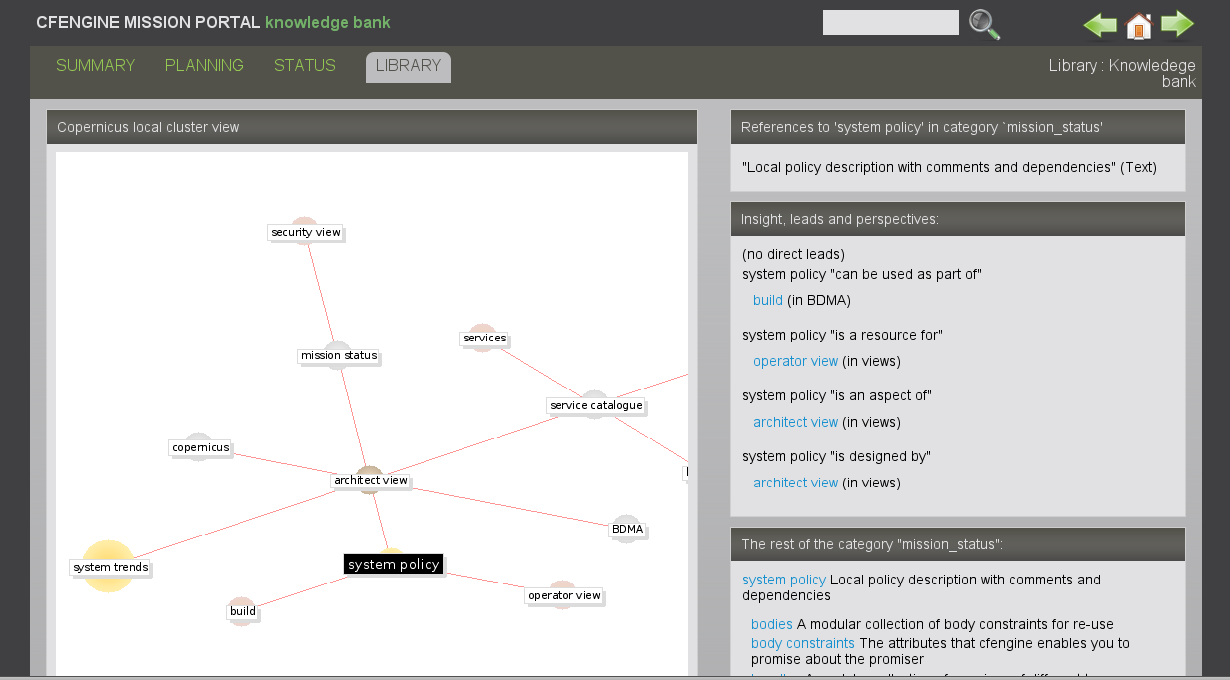 CFENGINE MISSION PORTAL knowledge bank
SUMMARY PLANNING STATUS LIBRARY
Library : Knowledege
bank
Copernicus local cluster view
security view
mission status
services
service catalogue
copernicus
architect view
BDMA
system trends
system policy
operator view
build
References to 'system policy' in category `mission_status'
"Local policy description with comments and dependencies" (Text)
Insight, leads and perspectives:
(no direct leads)
system policy "can be used as part of"
build (in BDMA)
system policy "is a resource for"
operator view (in views)
system policy "is an aspect of"
architect view (in views)
system policy "is designed by"
architect view (in views)
The rest of the category "mission_status":
system policy Local policy description with comments and
dependencies
bodies A modular collection of body constraints for re-use
body constraints The attributes that cfengine enables you to
promise about the promiser